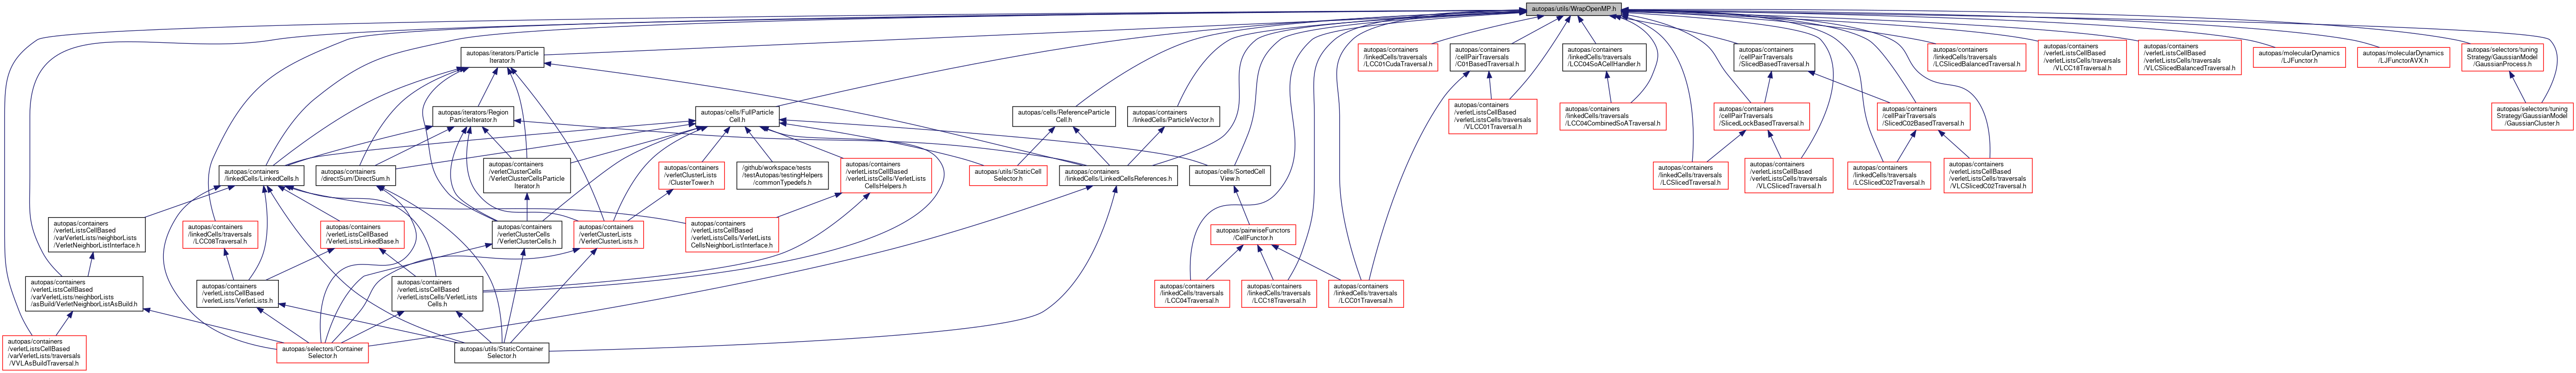 autopas/utils/WrapOpenMP.h
autopas/iterators/Particle
Iterator.h
autopas/containers
/linkedCells/traversals
/LCC01CudaTraversal.h
autopas/containers
/cellPairTraversals
/C01BasedTraversal.h
autopas/containers
/linkedCells/traversals
/LCC04SoACellHandler.h
autopas/containers
/cellPairTraversals
/SlicedBasedTraversal.h
autopas/containers
/linkedCells/traversals
/LCSlicedBalancedTraversal.h
autopas/containers
/verletListsCellBased
/verletListsCells/traversals
/VLCC18Traversal.h
autopas/containers
/verletListsCellBased
/verletListsCells/traversals
/VLCSlicedBalancedTraversal.h
autopas/molecularDynamics
/LJFunctor.h
autopas/molecularDynamics
/LJFunctorAVX.h
autopas/selectors/tuning
Strategy/GaussianModel
/GaussianProcess.h
autopas/iterators/Region
ParticleIterator.h
autopas/cells/FullParticle
Cell.h
autopas/cells/ReferenceParticle
Cell.h
autopas/containers
/linkedCells/ParticleVector.h
autopas/containers
/verletListsCellBased
/verletListsCells/traversals
/VLCC01Traversal.h
autopas/containers
/linkedCells/traversals
/LCC04CombinedSoATraversal.h
autopas/containers
/cellPairTraversals
/SlicedLockBasedTraversal.h
autopas/containers
/cellPairTraversals
/SlicedC02BasedTraversal.h
autopas/selectors/tuning
Strategy/GaussianModel
/GaussianCluster.h
autopas/containers
/linkedCells/LinkedCells.h
autopas/containers
/directSum/DirectSum.h
autopas/containers
/verletClusterCells
/VerletClusterCellsParticle
Iterator.h
autopas/containers
/verletClusterLists
/ClusterTower.h
/github/workspace/tests
/testAutopas/testingHelpers
/commonTypedefs.h
autopas/containers
/verletListsCellBased
/verletListsCells/VerletLists
CellsHelpers.h
autopas/utils/StaticCell
Selector.h
autopas/containers
/linkedCells/LinkedCellsReferences.h
autopas/cells/SortedCell
View.h
autopas/containers
/linkedCells/traversals
/LCSlicedTraversal.h
autopas/containers
/verletListsCellBased
/verletListsCells/traversals
/VLCSlicedTraversal.h
autopas/containers
/linkedCells/traversals
/LCSlicedC02Traversal.h
autopas/containers
/verletListsCellBased
/verletListsCells/traversals
/VLCSlicedC02Traversal.h
autopas/containers
/verletListsCellBased
/varVerletLists/neighborLists
/VerletNeighborListInterface.h
autopas/containers
/linkedCells/traversals
/LCC08Traversal.h
autopas/containers
/verletListsCellBased
/VerletListsLinkedBase.h
autopas/containers
/verletClusterCells
/VerletClusterCells.h
autopas/containers
/verletClusterLists
/VerletClusterLists.h
autopas/containers
/verletListsCellBased
/verletListsCells/VerletLists
CellsNeighborListInterface.h
autopas/pairwiseFunctors
/CellFunctor.h
autopas/containers
/verletListsCellBased
/varVerletLists/neighborLists
/asBuild/VerletNeighborListAsBuild.h
autopas/containers
/verletListsCellBased
/verletLists/VerletLists.h
autopas/containers
/verletListsCellBased
/verletListsCells/VerletLists
Cells.h
autopas/containers
/linkedCells/traversals
/LCC04Traversal.h
autopas/containers
/linkedCells/traversals
/LCC18Traversal.h
autopas/containers
/linkedCells/traversals
/LCC01Traversal.h
autopas/containers
/verletListsCellBased
/varVerletLists/traversals
/VVLAsBuildTraversal.h
autopas/selectors/Container
Selector.h
autopas/utils/StaticContainer
Selector.h